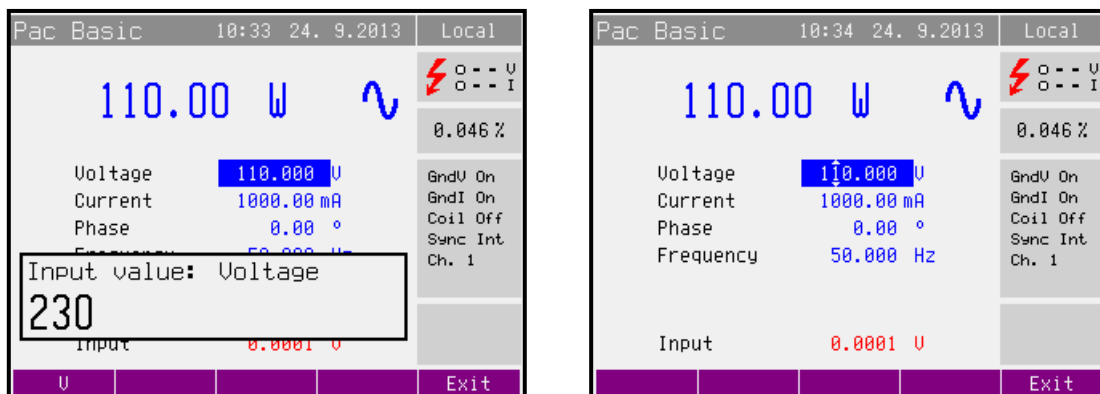 Pac Basic 10:33 24. 9.2013 Local
110.00 W
o-- V
o-- I
0.046 %
Voltage 110.000 V
Current 1000.00 mA
Phase 0.00 °
GndV On
GndI On
Coil Off
Sync Int
Ch. 1
Input value: Voltage
230
Input 0.0001 V
V Exit
Pac Basic 10:34 24. 9.2013 Local
110.00 W
o-- V
o-- I
0.046 %
Voltage 110.000 V
Current 1000.00 mA
Phase 0.00 °
Frequency 50.000 Hz
GndV On
GndI On
Coil Off
Sync Int
Ch. 1
Input 0.0001 V
Exit